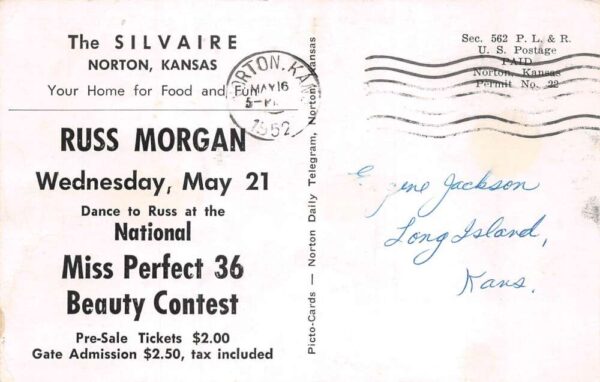 The SILVAIRE
NORTON, KANSAS
Your Home for Food and Fun
RUSS MORGAN
Wednesday, May 21
Dance to Russ at the
National
Miss Perfect 36
Beauty Contest
Pre-Sale Tickets $2.00
Gate Admission $2.50, tax included
NORTON, KANS
MAY 16
5-PM
1952
Picto-Cards — Norton Daily Telegram, Norton, Kansas
Sec. 562 P. L. & R.
U. S. Postage
PAID
Norton, Kansas
Permit No. 22
Jackson
Long Island,
Kans.